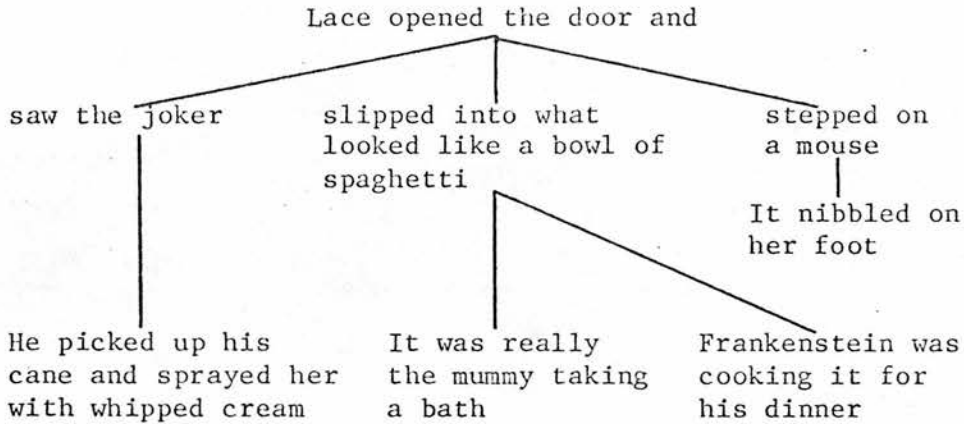 Lace opened the door and
saw the joker
slipped into what
looked like a bowl of
spaghetti
stepped on
a mouse
It nibbled on
her foot
He picked up his
cane and sprayed her
with whipped cream
It was really
the mummy taking
a bath
Frankenstein was
cooking it for
his dinner